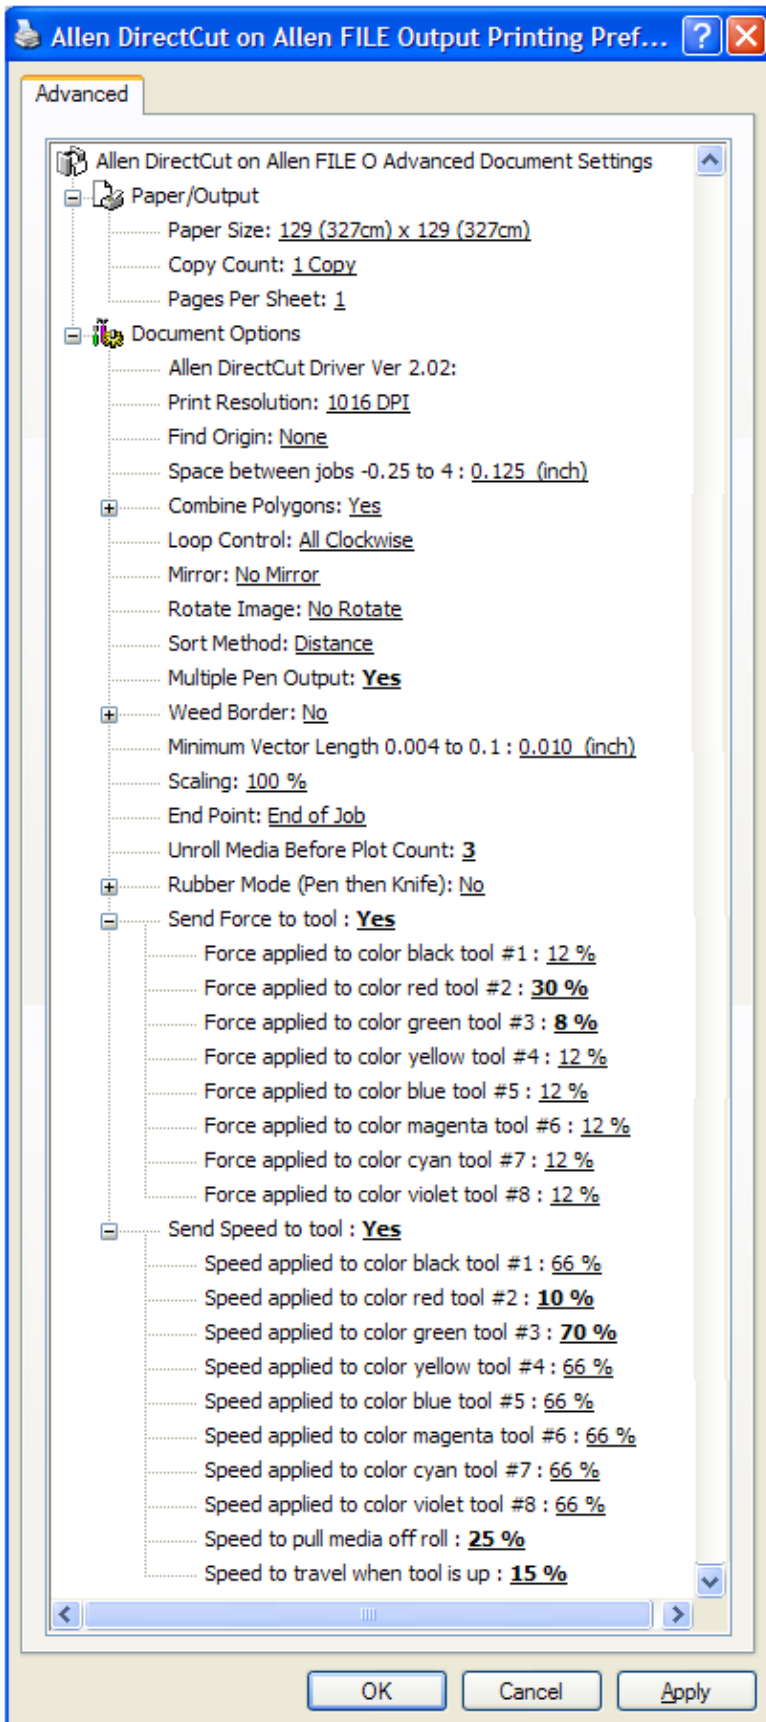 Allen DirectCut on Allen FILE Output Printing Pref...
Advanced
Allen DirectCut on Allen FILE O Advanced Document Settings
Paper/Output
Paper Size: 129 (327cm) x 129 (327cm)
Copy Count: 1 Copy
Pages Per Sheet: 1
Document Options
Allen DirectCut Driver Ver 2.02:
Print Resolution: 1016 DPI
Find Origin: None
Space between jobs -0.25 to 4 : 0.125 (inch)
Combine Polygons: Yes
Loop Control: All Clockwise
Mirror: No Mirror
Rotate Image: No Rotate
Sort Method: Distance
Multiple Pen Output: Yes
Weed Border: No
Minimum Vector Length 0.004 to 0.1 : 0.010 (inch)
Scaling: 100 %
End Point: End of Job
Unroll Media Before Plot Count: 3
Rubber Mode (Pen then Knife): No
Send Force to tool : Yes
Force applied to color black tool #1 : 12 %
Force applied to color red tool #2 : 30 %
Force applied to color green tool #3 : 8 %
Force applied to color yellow tool #4 : 12 %
Force applied to color blue tool #5 : 12 %
Force applied to color magenta tool #6 : 12 %
Force applied to color cyan tool #7 : 12 %
Force applied to color violet tool #8 : 12 %
Send Speed to tool : Yes
Speed applied to color black tool #1 : 66 %
Speed applied to color red tool #2 : 10 %
Speed applied to color green tool #3 : 70 %
Speed applied to color yellow tool #4 : 66 %
Speed applied to color blue tool #5 : 66 %
Speed applied to color magenta tool #6 : 66 %
Speed applied to color cyan tool #7 : 66 %
Speed applied to color violet tool #8 : 66 %
Speed to pull media off roll : 25 %
Speed to travel when tool is up : 15 %
OK Cancel Apply